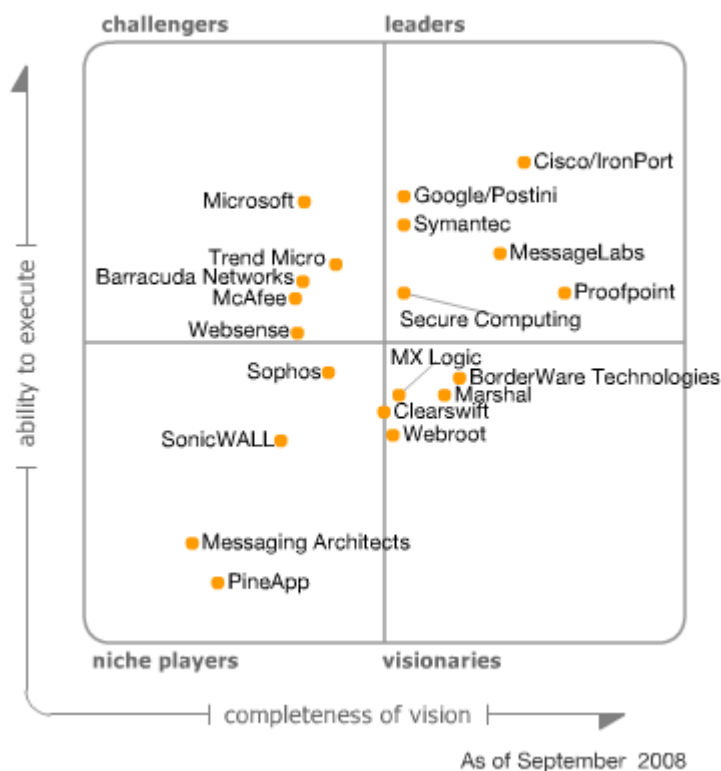 challengers
leaders
Cisco/IronPort
Microsoft
Google/Postini
Symantec
Trend Micro
MessageLabs
Barracuda Networks
McAfee
Proofpoint
Secure Computing
Websense
MX Logic
Sophos
BorderWare Technologies
Marshal
Clearswift
SonicWALL
Webroot
Messaging Architects
PineApp
niche players
visionaries
ability to execute
completeness of vision
As of September 2008